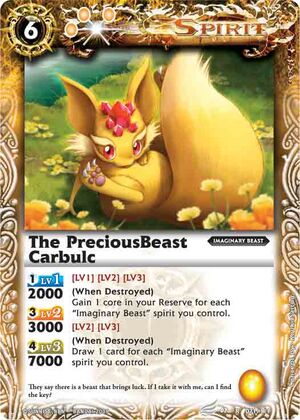 6
SPIRIT
The PreciousBeast
Carbulc
IMAGINARY BEAST
1 LV1
2000
2 LV2
3000
4 LV3
7000
[LV1] [LV2] [LV3]
(When Destroyed)
Gain 1 core in your Reserve for each
“Imaginary Beast” spirit you control.
[LV2] [LV3]
(When Destroyed)
Draw 1 card for each “Imaginary Beast”
spirit you control.
They say there is a beast that brings luck. If I take it with me, can I find
the key?